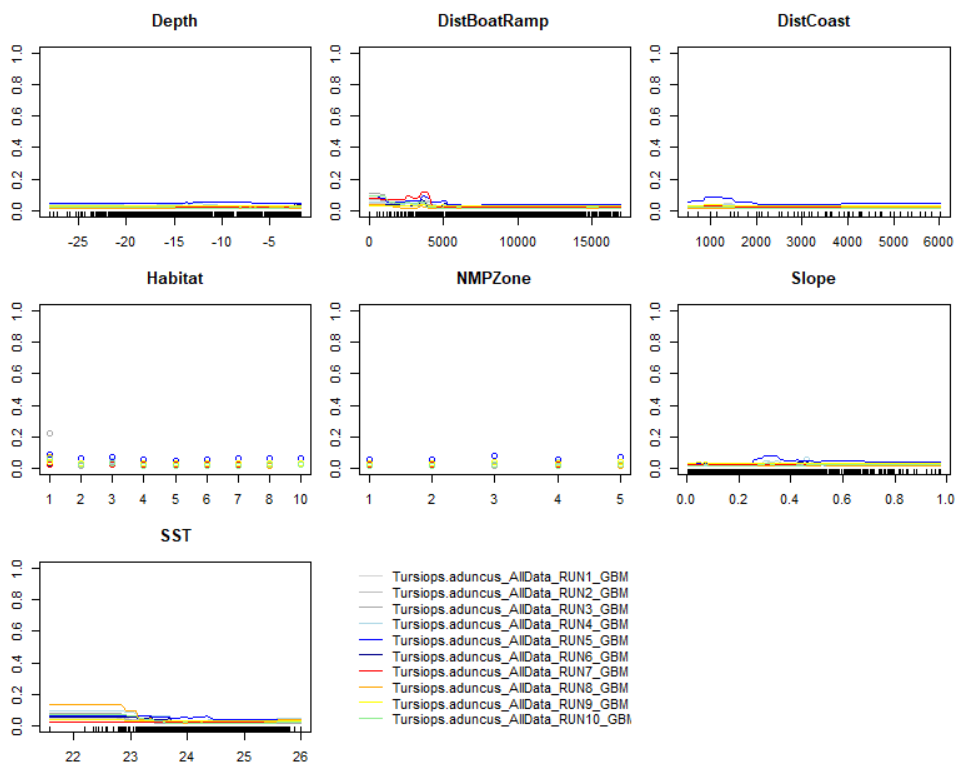 Depth
DistBoatRamp
DistCoast
0.0 0.2 0.4 0.6 0.8 1.0
0.0 0.2 0.4 0.6 0.8 1.0
0.0 0.2 0.4 0.6 0.8 1.0
-25 -20 -15 -10 -5
0 5000 10000 15000
1000 2000 3000 4000 5000 6000
Habitat
NMPZone
Slope
0.0 0.2 0.4 0.6 0.8 1.0
0.0 0.2 0.4 0.6 0.8 1.0
0.0 0.2 0.4 0.6 0.8 1.0
1 2 3 4 5 6 7 8 10
1 2 3 4 5
0.0 0.2 0.4 0.6 0.8 1.0
SST
0.0 0.2 0.4 0.6 0.8 1.0
22 23 24 25 26
Tursiops.aduncus_AllData_RUN1_GBM
Tursiops.aduncus_AllData_RUN2_GBM
Tursiops.aduncus_AllData_RUN3_GBM
Tursiops.aduncus_AllData_RUN4_GBM
Tursiops.aduncus_AllData_RUN5_GBM
Tursiops.aduncus_AllData_RUN6_GBM
Tursiops.aduncus_AllData_RUN7_GBM
Tursiops.aduncus_AllData_RUN8_GBM
Tursiops.aduncus_AllData_RUN9_GBM
Tursiops.aduncus_AllData_RUN10_GBM